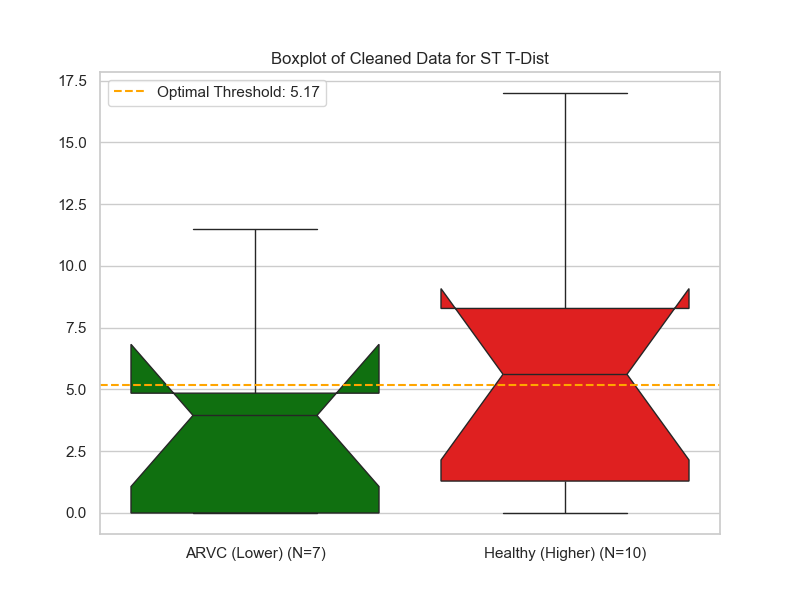 Boxplot of Cleaned Data for ST T-Dist
17.5
Optimal Threshold: 5.17
15.0
12.5
10.0
7.5
5.0
2.5
0.0
ARVC (Lower) (N=7)
Healthy (Higher) (N=10)